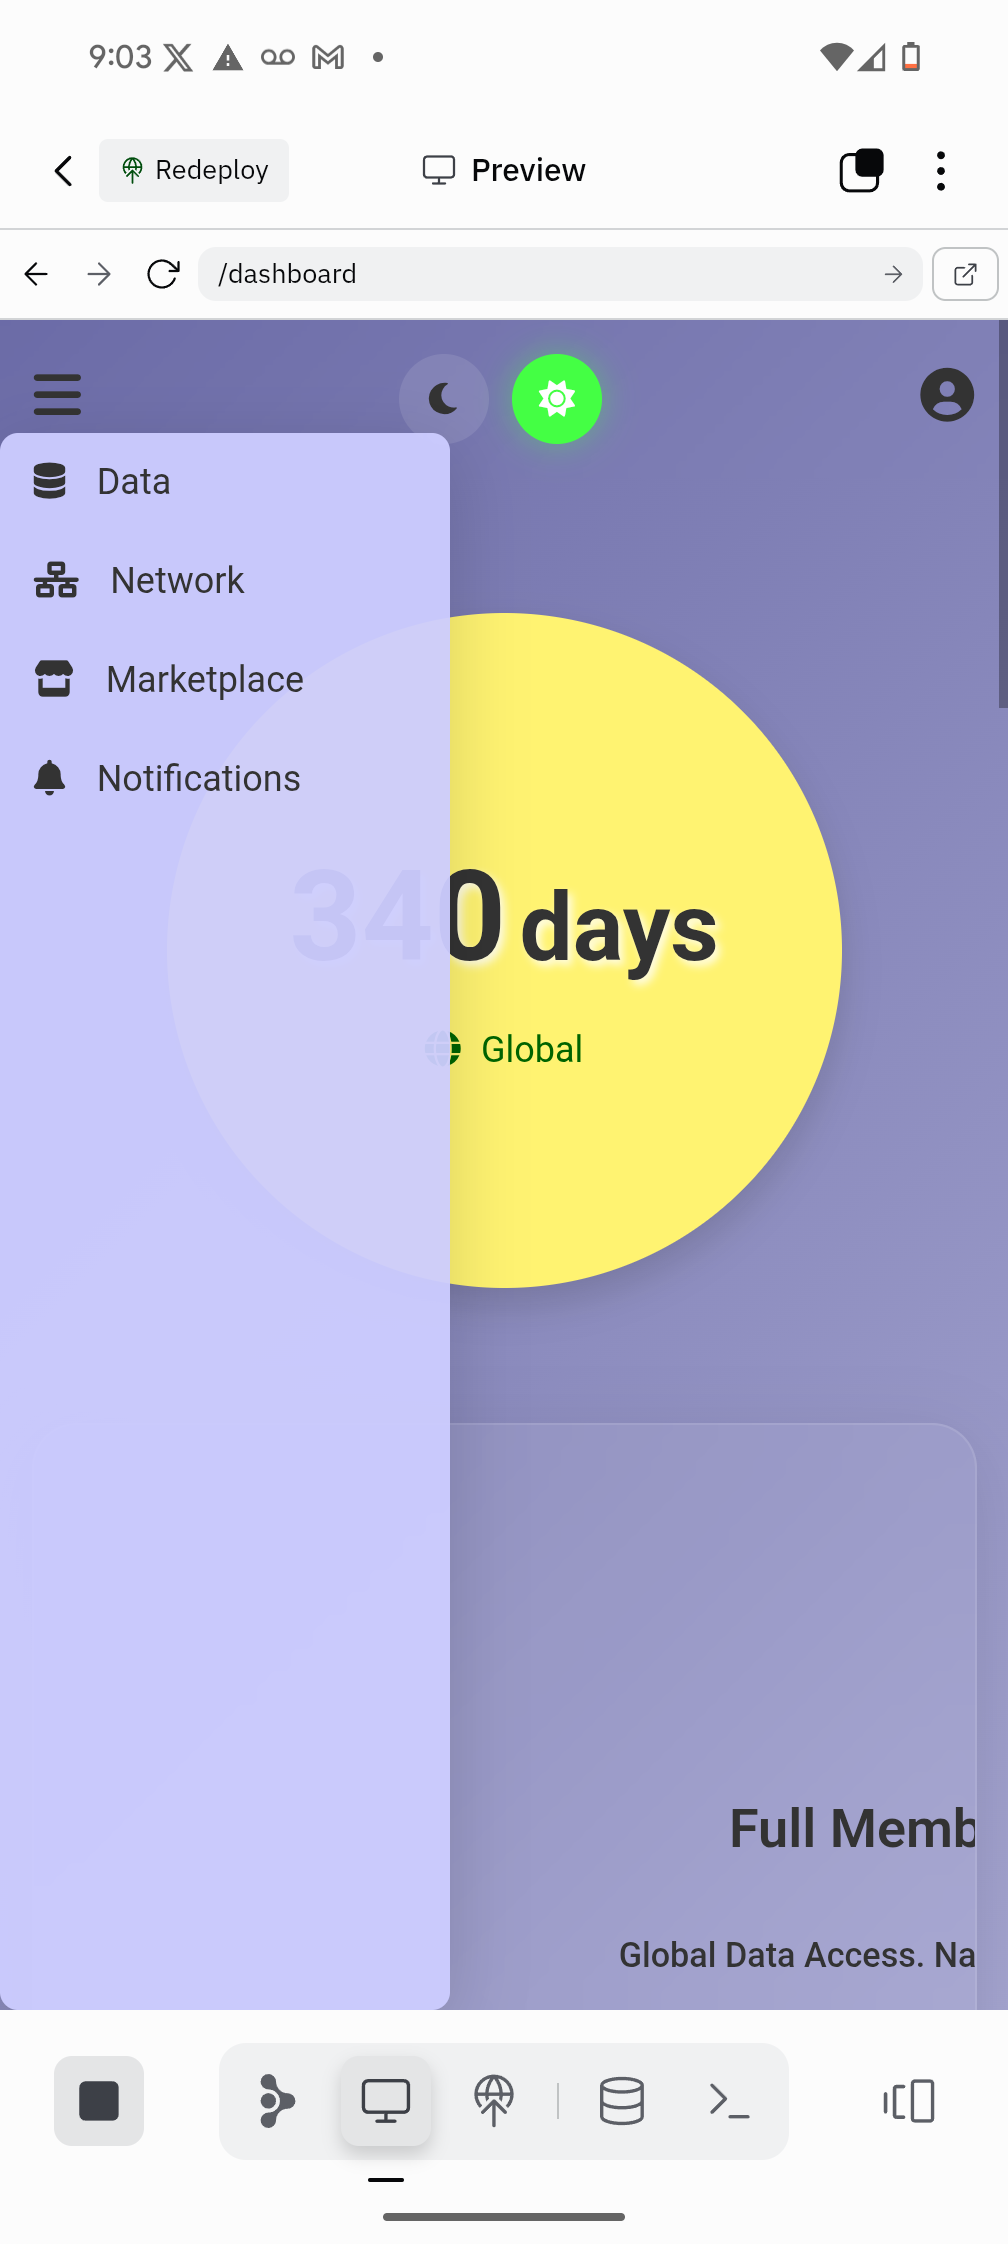 9:03
Redeploy
Preview
/dashboard
Data
Network
Marketplace
Notifications
340 days
Global
Full Memb
Global Data Access. Na